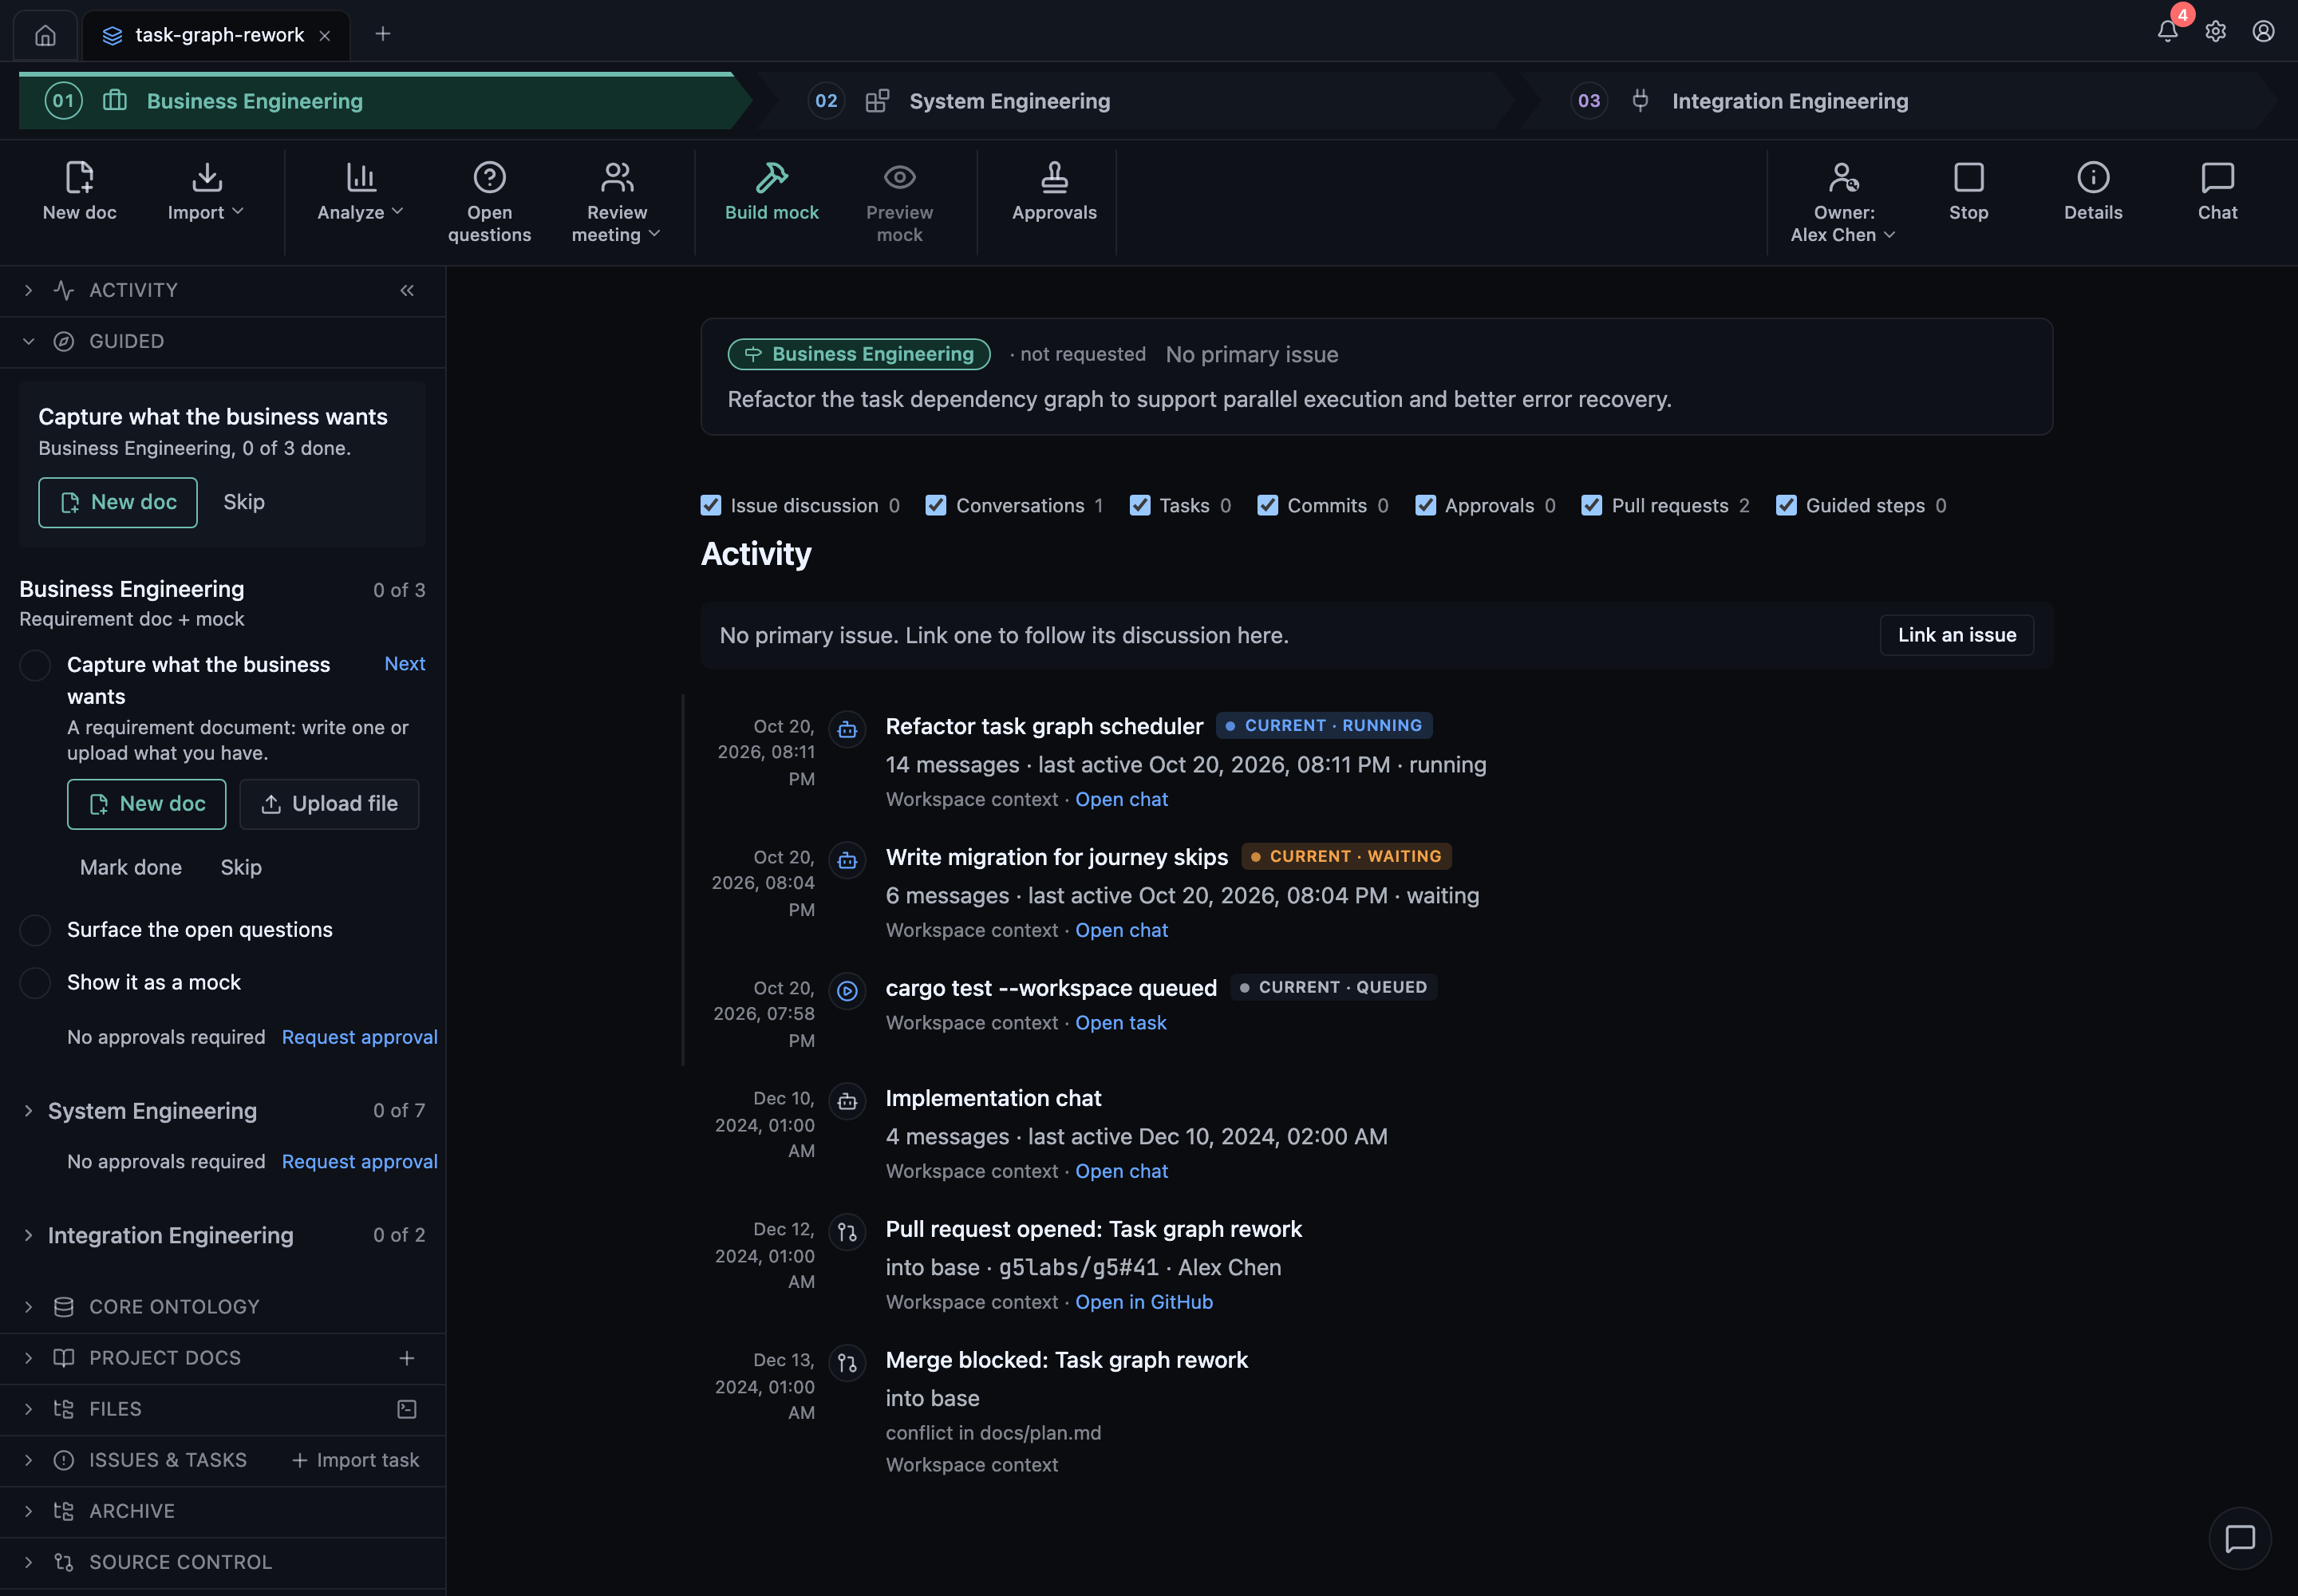 task-graph-rework
4
01 Business Engineering
02 System Engineering
03 Integration Engineering
New doc
Import
Analyze
Open
questions
Review
meeting
Build mock
Preview
mock
Approvals
Owner:
Alex Chen
Stop
Details
Chat
ACTIVITY
GUIDED
Capture what the business wants
Business Engineering, 0 of 3 done.
New doc
Skip
Business Engineering 0 of 3
Requirement doc + mock
Capture what the business
wants
Next
A requirement document: write one or
upload what you have.
New doc
Upload file
Mark done
Skip
Surface the open questions
Show it as a mock
No approvals required Request approval
System Engineering 0 of 7
No approvals required Request approval
Integration Engineering 0 of 2
CORE ONTOLOGY
PROJECT DOCS
FILES
ISSUES & TASKS Import task
ARCHIVE
SOURCE CONTROL
Business Engineering · not requested No primary issue
Refactor the task dependency graph to support parallel execution and better error recovery.
Issue discussion 0 Conversations 1 Tasks 0 Commits 0 Approvals 0 Pull requests 2 Guided steps 0
Activity
No primary issue. Link one to follow its discussion here.
Link an issue
Oct 20,
2026, 08:11
PM
Refactor task graph scheduler CURRENT · RUNNING
14 messages · last active Oct 20, 2026, 08:11 PM · running
Workspace context · Open chat
Oct 20,
2026, 08:04
PM
Write migration for journey skips CURRENT · WAITING
6 messages · last active Oct 20, 2026, 08:04 PM · waiting
Workspace context · Open chat
Oct 20,
2026, 07:58
PM
cargo test --workspace queued CURRENT · QUEUED
Workspace context · Open task
Dec 10,
2024, 01:00
AM
Implementation chat
4 messages · last active Dec 10, 2024, 02:00 AM
Workspace context · Open chat
Dec 12,
2024, 01:00
AM
Pull request opened: Task graph rework
into base · g5labs/g5#41 · Alex Chen
Workspace context · Open in GitHub
Dec 13,
2024, 01:00
AM
Merge blocked: Task graph rework
into base
conflict in docs/plan.md
Workspace context